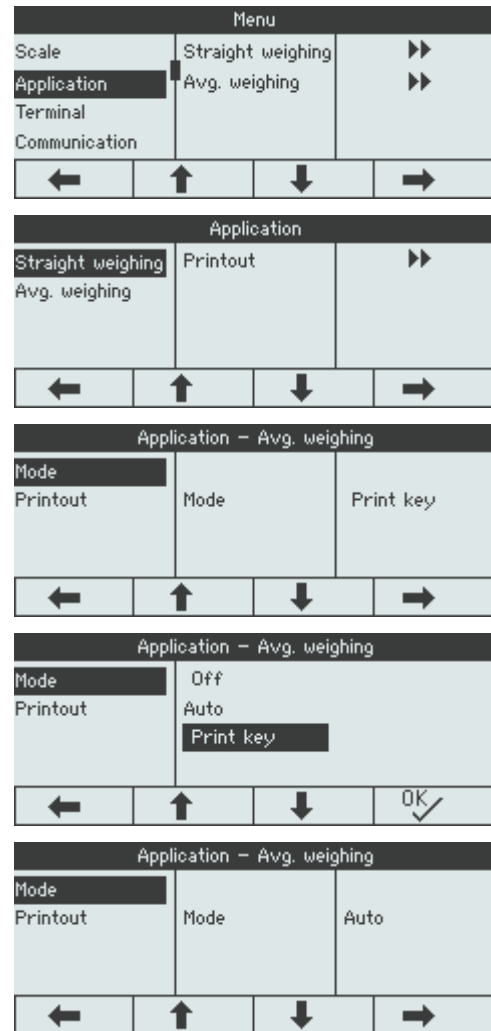 Menu
Scale Straight weighing
Application Avg. weighing
Terminal
Communication
Application
Straight weighing Printout
Avg. weighing
Application - Avg. weighing
Mode
Printout Mode Print key
Application - Avg. weighing
Mode Off
Printout Auto
Print key
OK
Application - Avg. weighing
Mode
Printout Mode Auto